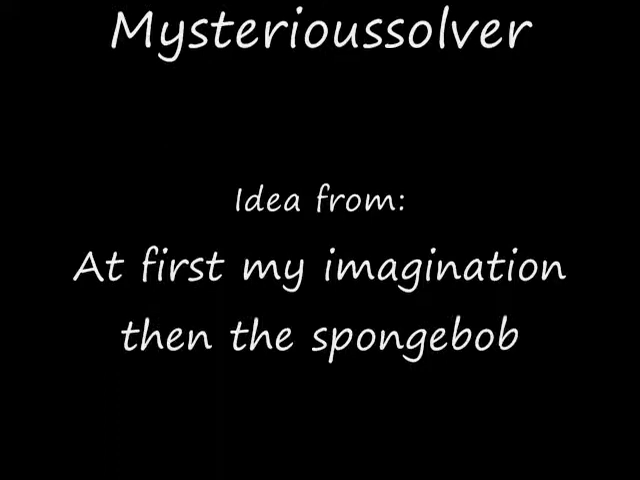 Mysterioussolver
Idea from:
At first my imagination
then the spongebob